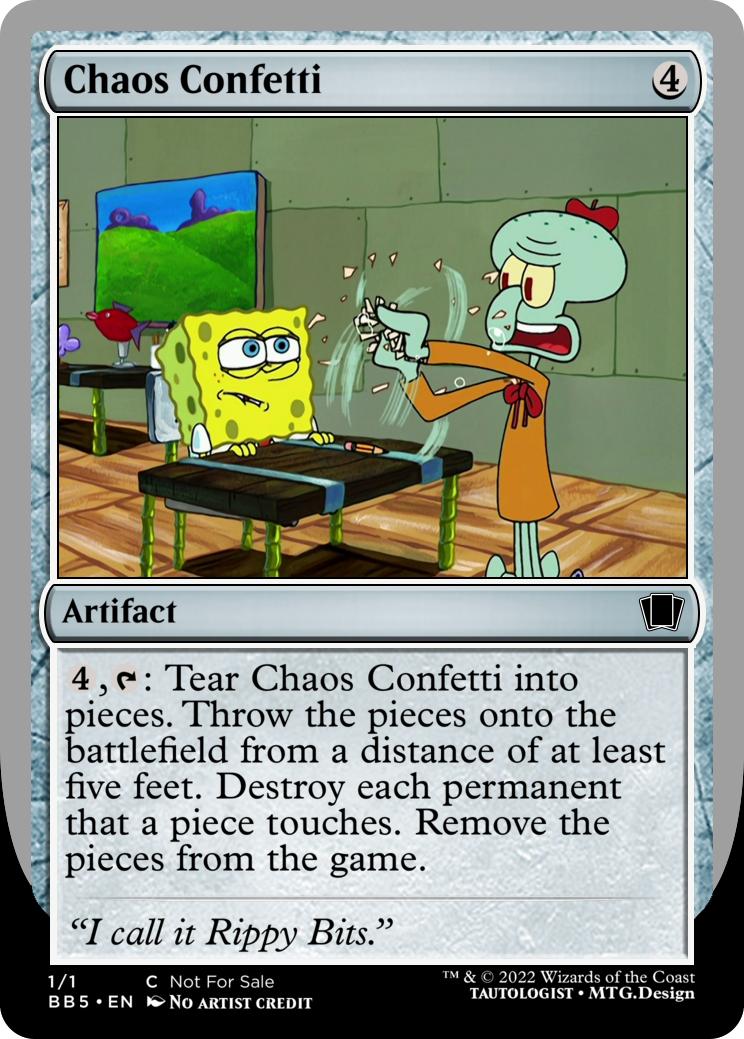 Chaos Confetti 4
Artifact
4, : Tear Chaos Confetti into
pieces. Throw the pieces onto the
battlefield from a distance of at least
five feet. Destroy each permanent
that a piece touches. Remove the
pieces from the game.
“I call it Rippy Bits.”
1/1 C Not For Sale ™ & © 2022 Wizards of the Coast
BB5 • EN No artist credit TAUTOLOGIST • MTG.Design